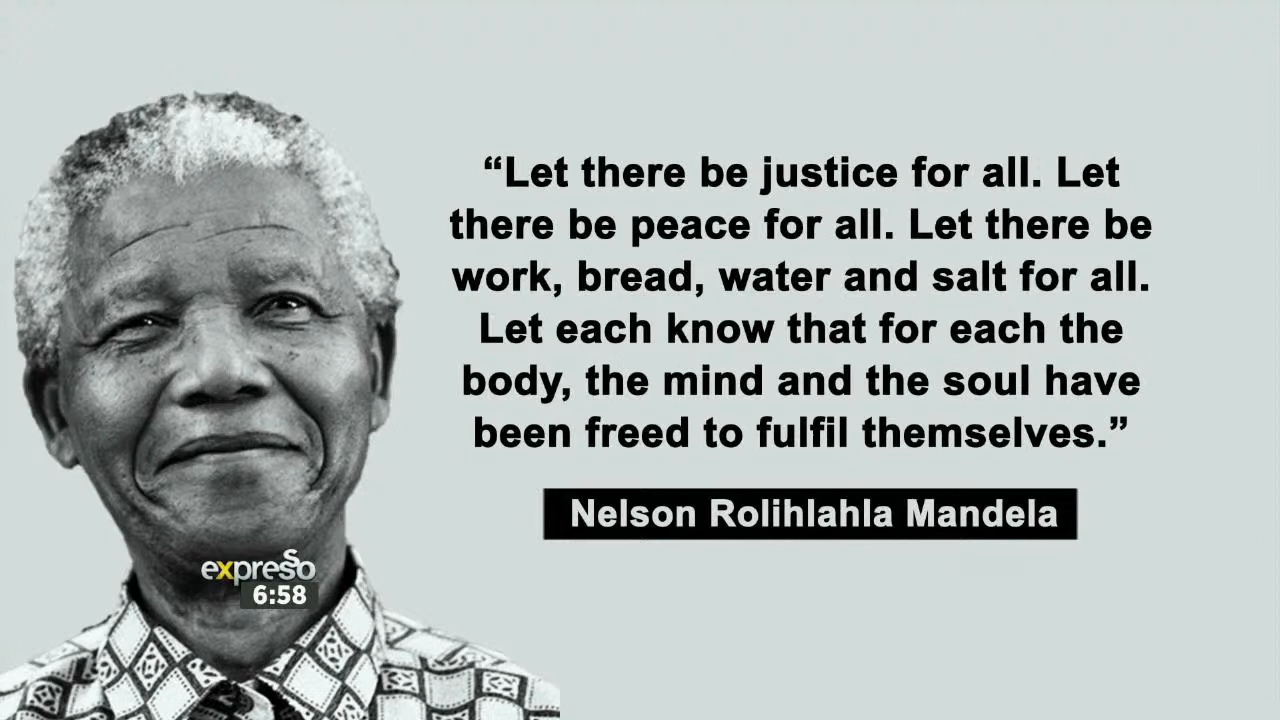 “Let there be justice for all. Let
there be peace for all. Let there be
work, bread, water and salt for all.
Let each know that for each the
body, the mind and the soul have
been freed to fulfil themselves.”
Nelson Rolihlahla Mandela
expresso
6:58